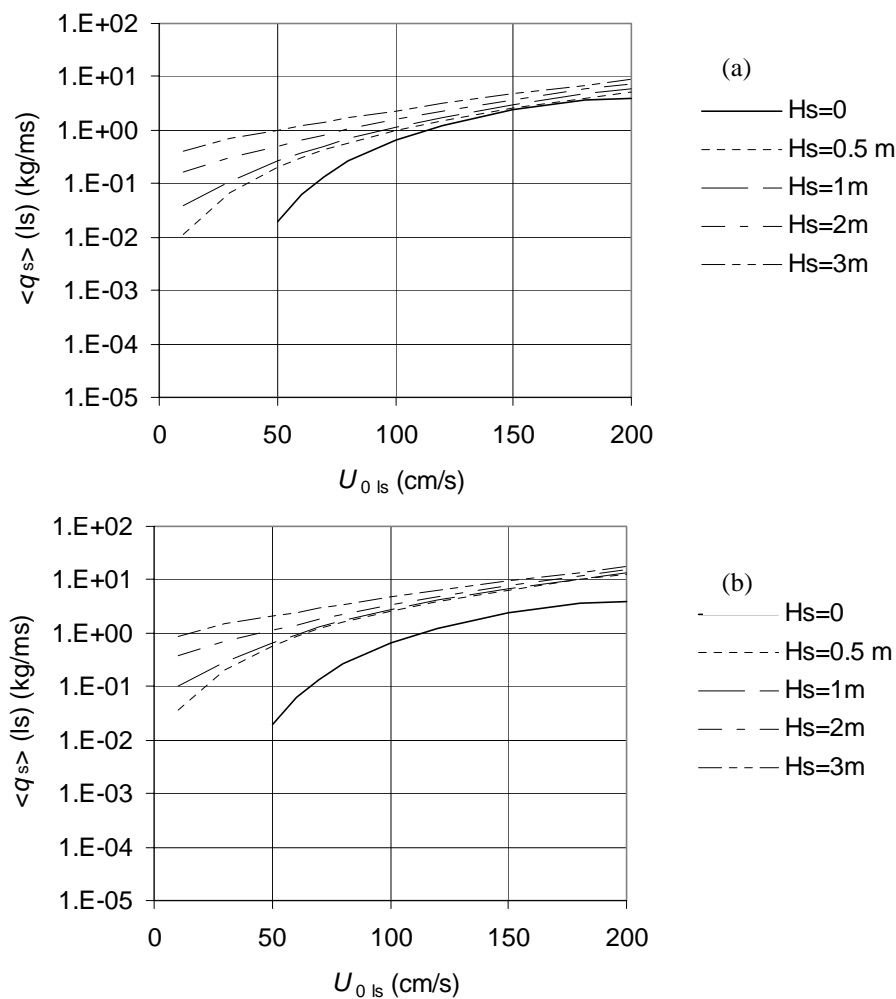 1.E+02
1.E+01
1.E+00
1.E-01
1.E-02
1.E-03
1.E-04
1.E-05
<qs> (ls) (kg/ms)
0 50 100 150 200
U 0 ls (cm/s)
(a)
Hs=0
Hs=0.5 m
Hs=1m
Hs=2m
Hs=3m
1.E+02
1.E+01
1.E+00
1.E-01
1.E-02
1.E-03
1.E-04
1.E-05
<qs> (ls) (kg/ms)
0 50 100 150 200
U 0 ls (cm/s)
(b)
Hs=0
Hs=0.5 m
Hs=1m
Hs=2m
Hs=3m